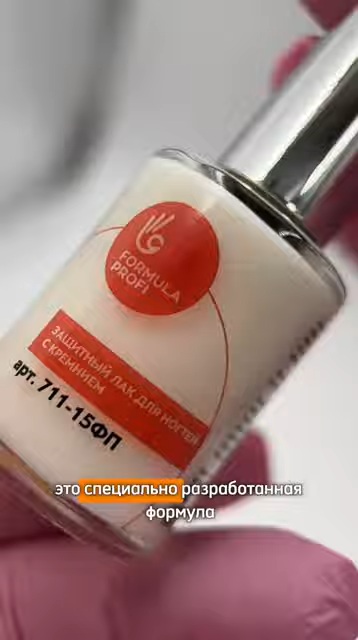 FORMULA
PROFI
ЗАЩИТНЫЙ ЛАК ДЛЯ НОГТЕЙ
С КРЕМНИЕМ
арт. 711-15ФП
это специально разработанная
формула